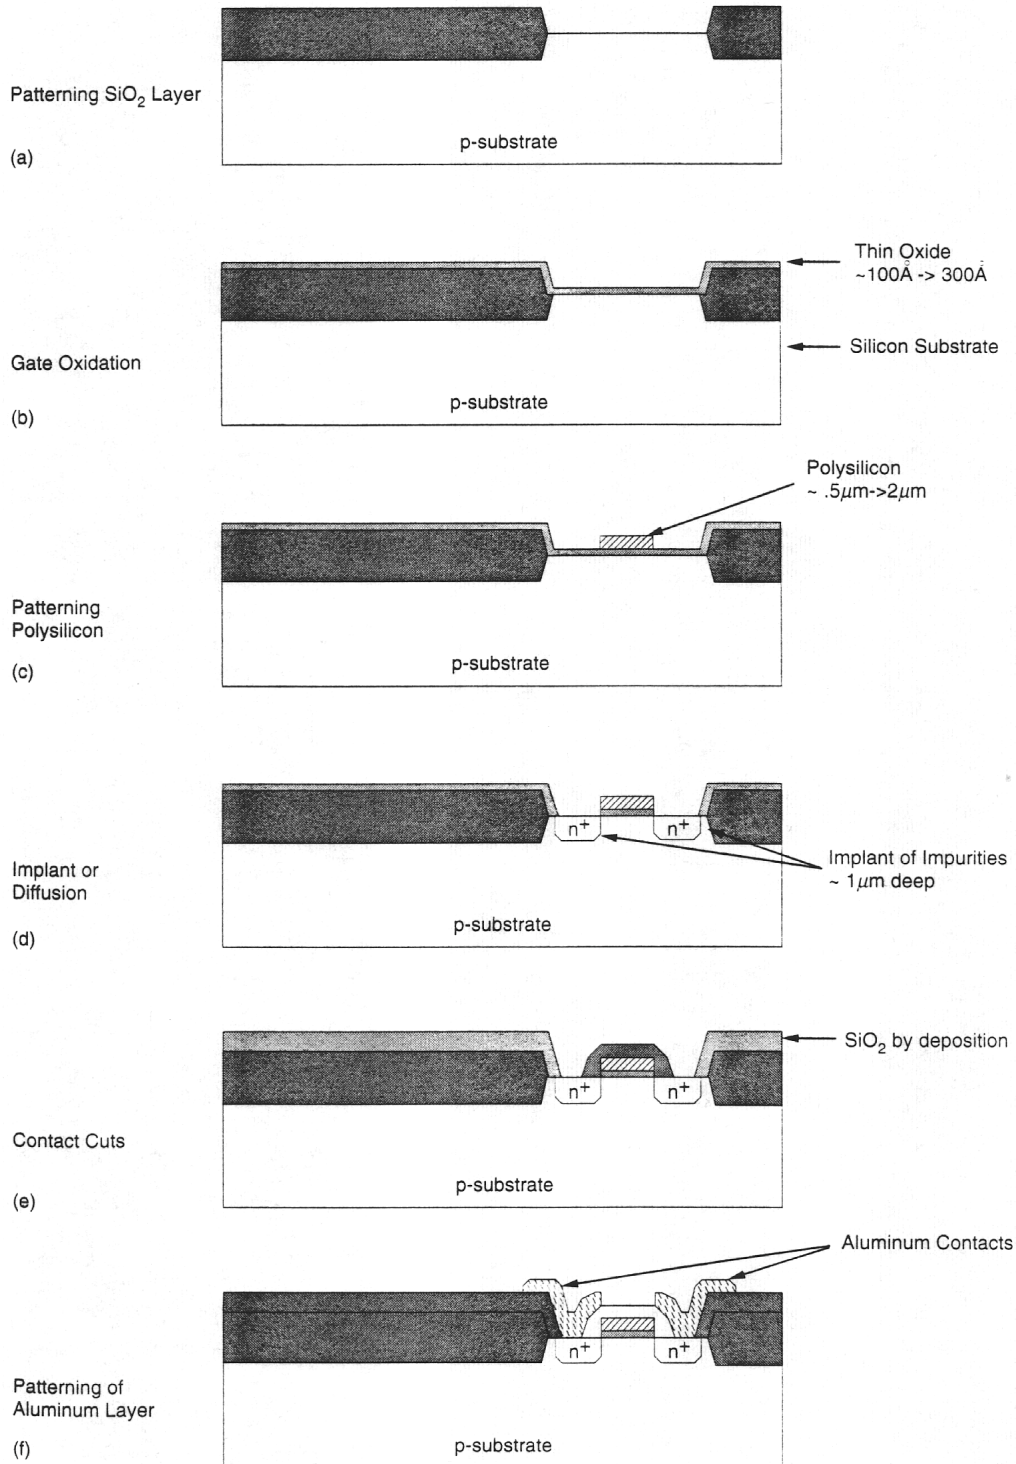 Patterning SiO2 Layer
(a)
p-substrate
Thin Oxide
~100Å -> 300Å
Silicon Substrate
Gate Oxidation
(b)
p-substrate
Polysilicon
~ .5μm->2μm
Patterning
Polysilicon
(c)
p-substrate
n+ n+
Implant of Impurities
~ 1μm deep
Implant or
Diffusion
(d)
p-substrate
SiO2 by deposition
n+ n+
Contact Cuts
(e)
p-substrate
Aluminum Contacts
n+ n+
Patterning of
Aluminum Layer
(f)
p-substrate